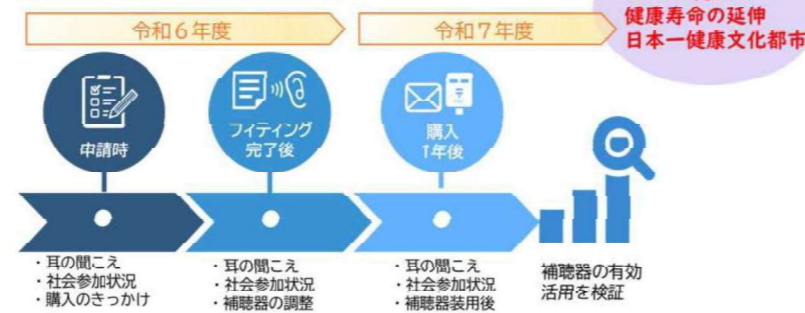 健康寿命の延伸
日本一健康文化都市
令和６年度
令和７年度
申請時
フィティング
完了後
購入
1年後
・耳の聞こえ
・社会参加状況
・購入のきっかけ
・耳の聞こえ
・社会参加状況
・補聴器の調整
・耳の聞こえ
・社会参加状況
・補聴器装用後
補聴器の有効
活用を検証